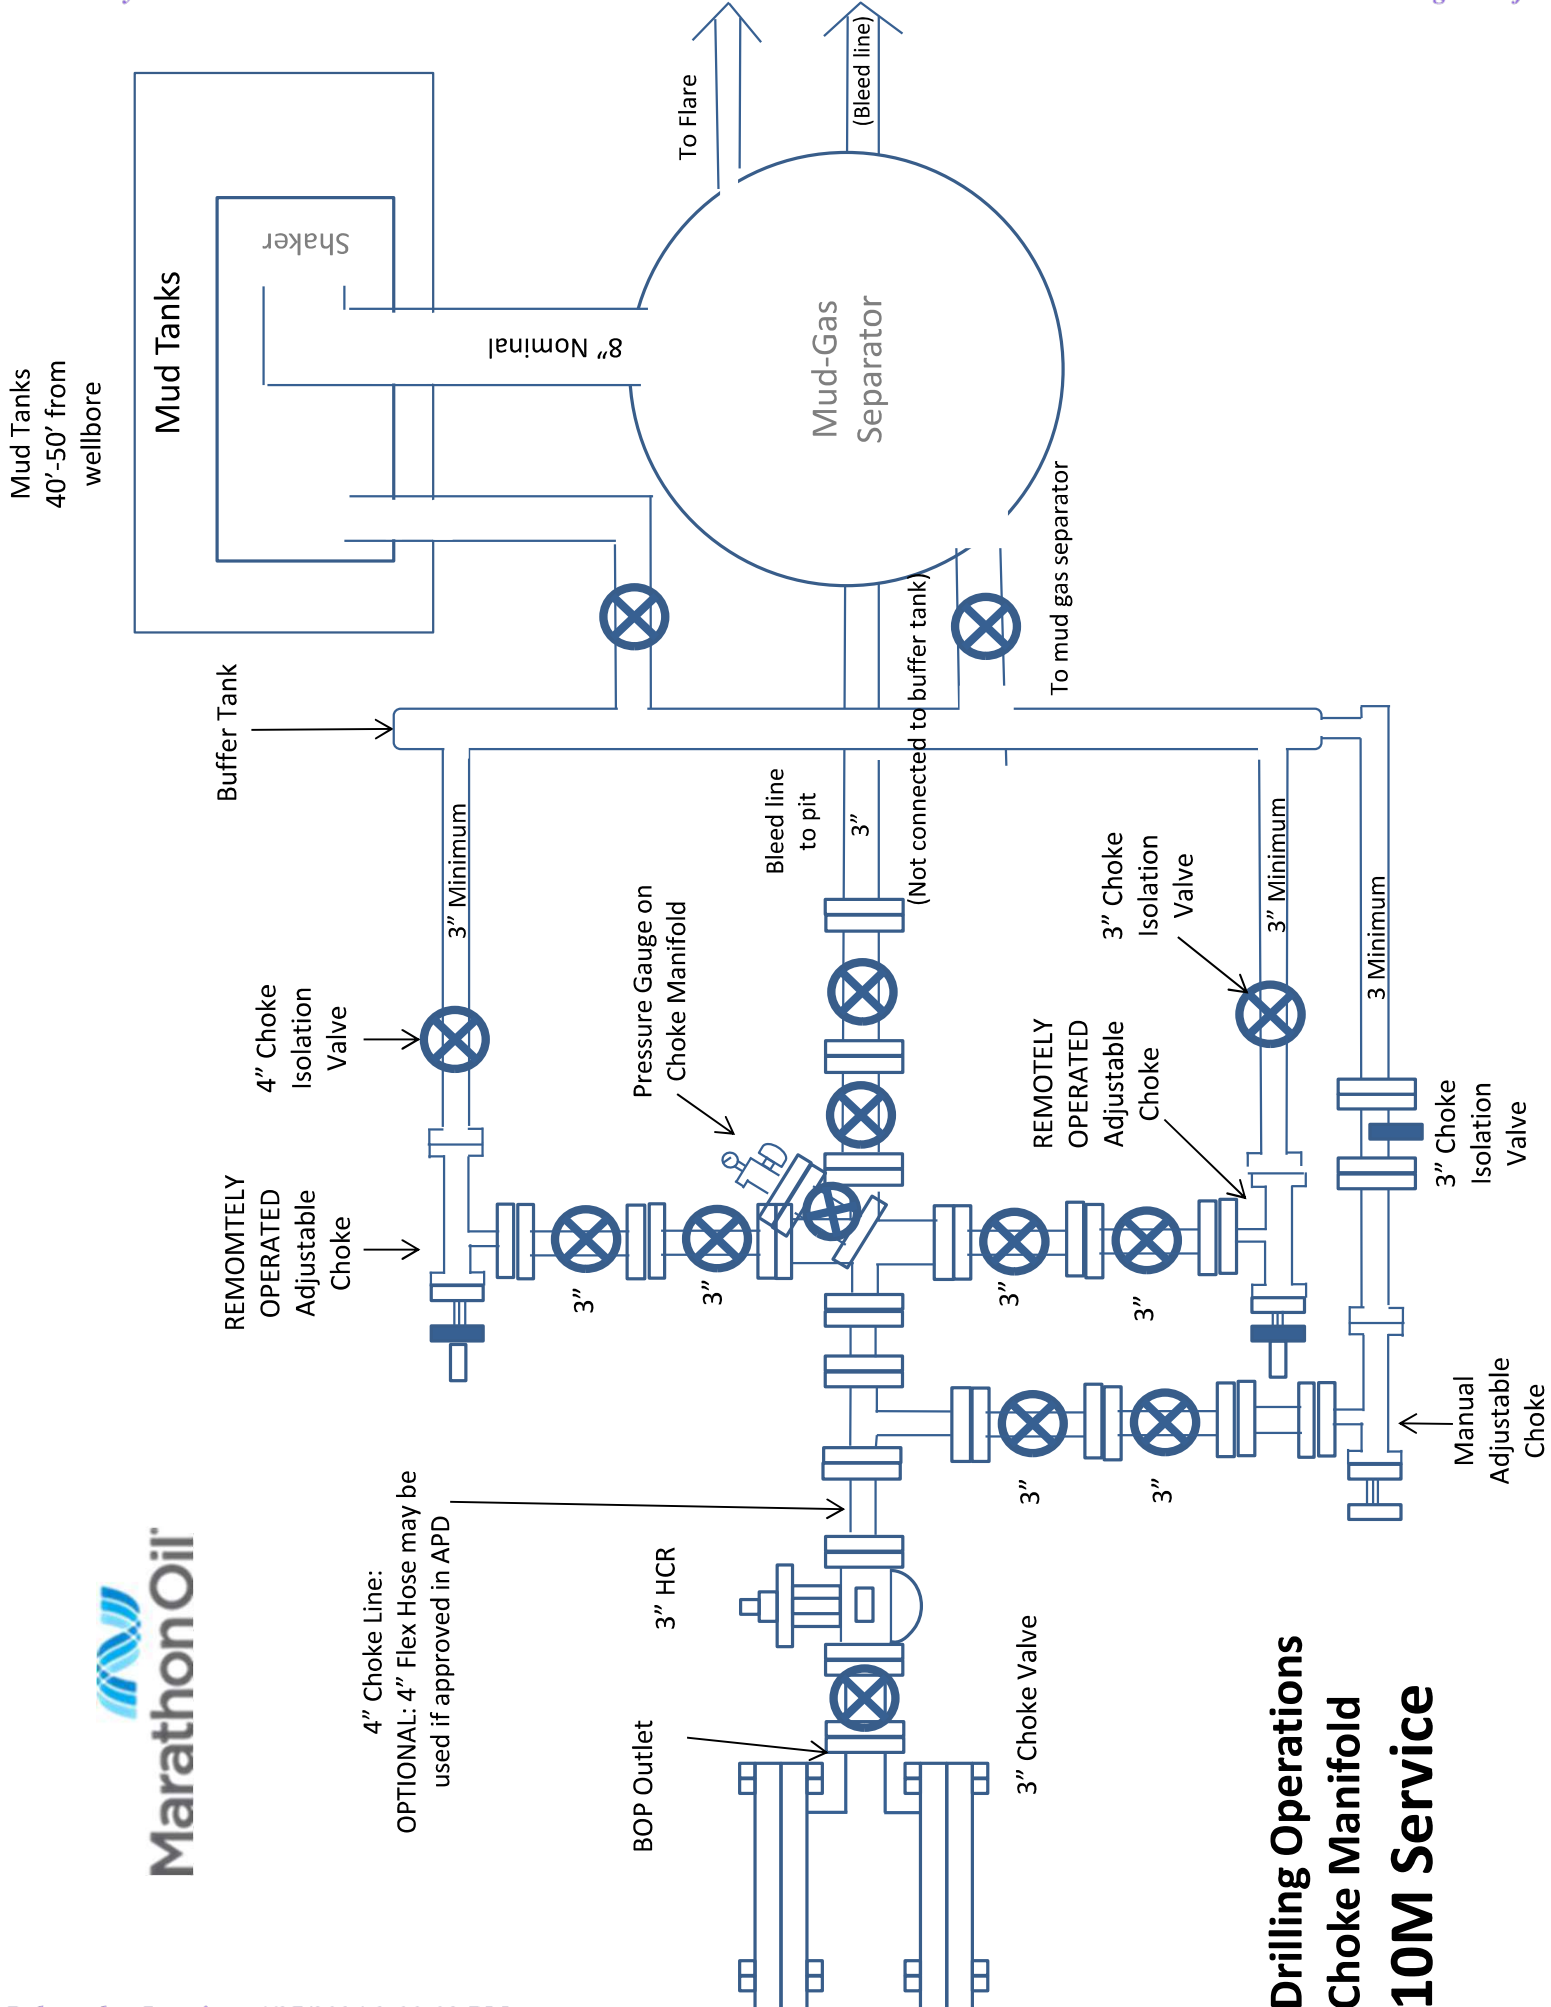 MarathonOil
Drilling Operations
Choke Manifold
10M Service
Mud Tanks
40’-50’ from
wellbore
Mud Tanks
Shaker
8” Nominal
To Flare
(Bleed line)
Mud-Gas
Separator
To mud gas separator
Buffer Tank
3” Minimum
4” Choke
Isolation
Valve
REMOMTELY
OPERATED
Adjustable
Choke
Pressure Gauge on
Choke Manifold
Bleed line
to pit
3”
(Not connected to buffer tank)
3” Choke
Isolation
Valve
3” Minimum
REMOTELY
OPERATED
Adjustable
Choke
3 Minimum
3” Choke
Isolation
Valve
3”
3”
3”
3”
3”
3”
Manual
Adjustable
Choke
4” Choke Line:
OPTIONAL: 4” Flex Hose may be
used if approved in APD
3” HCR
BOP Outlet
3” Choke Valve